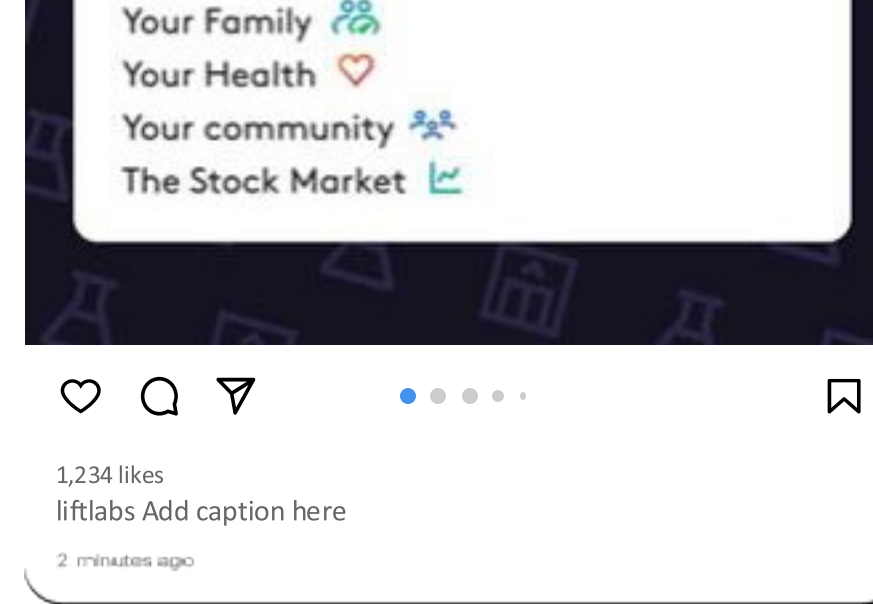 Your Family
Your Health
Your community
The Stock Market
1,234 likes
liftlabs Add caption here
2 minutes ago